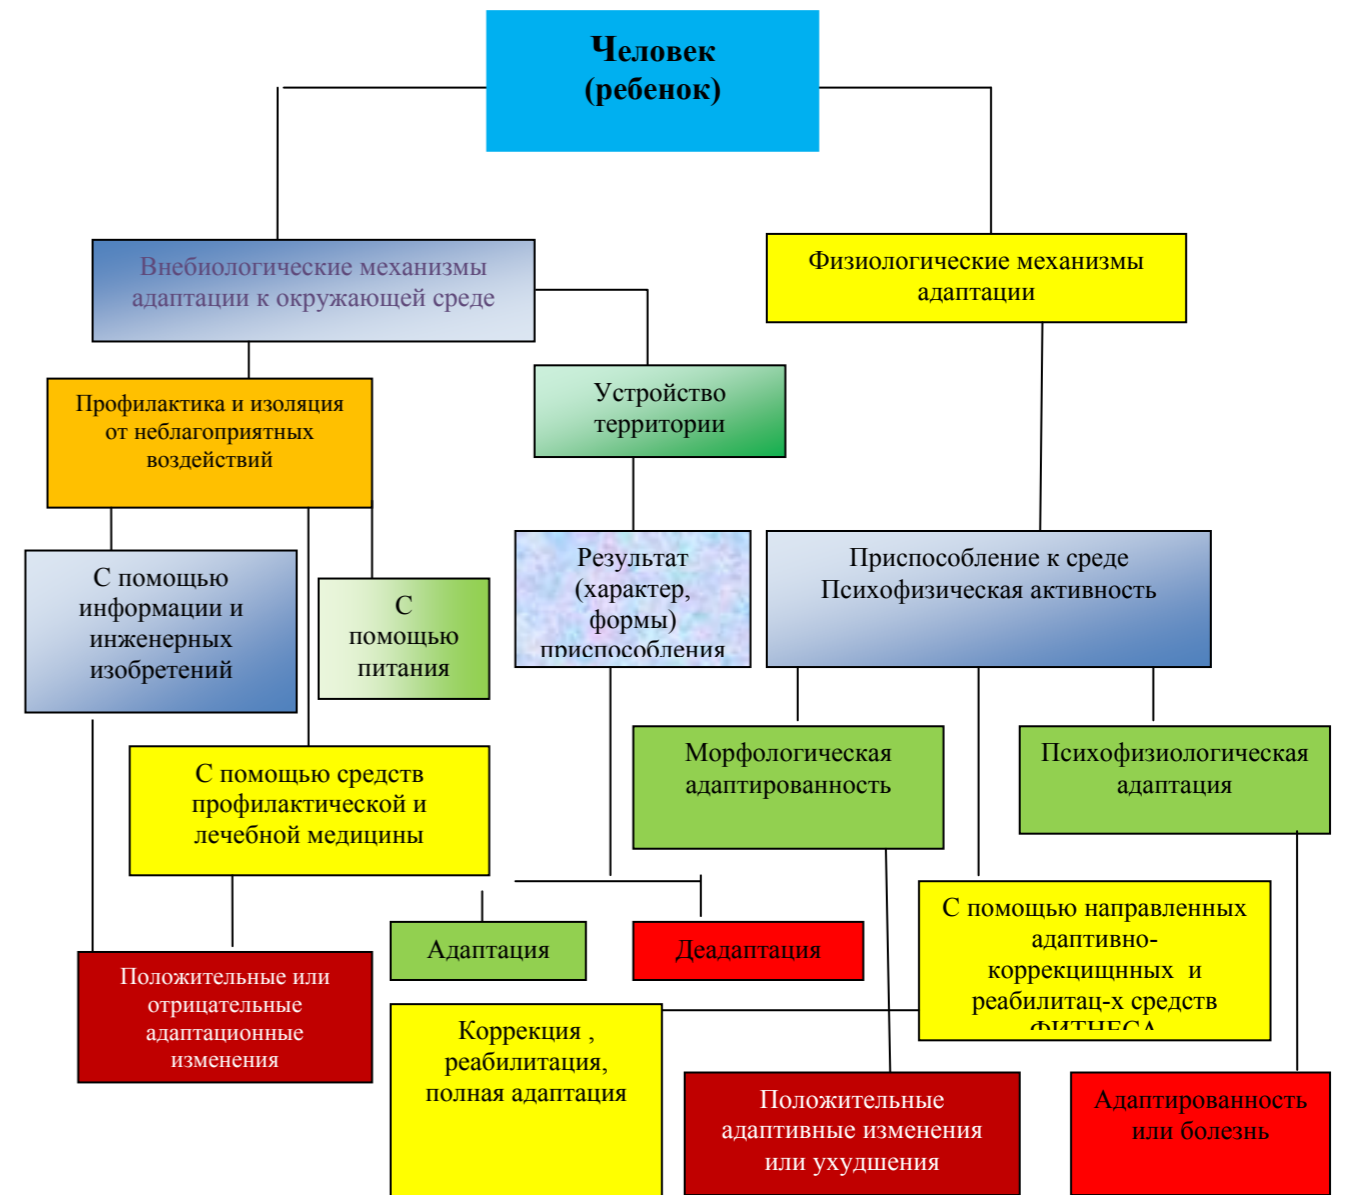 Человек
(ребенок)
Внебиологические механизмы
адаптации к окружающей среде
Физиологические механизмы
адаптации
Профилактика и изоляция
от неблагоприятных
воздействий
Устройство
территории
С помощью
информации и
инженерных
изобретений
С
помощью
питания
Результат
(характер,
формы)
приспособления
Приспособление к среде
Психофизическая активность
С помощью средств
профилактической и
лечебной медицины
Морфологическая
адаптированность
Психофизиологическая
адаптация
Адаптация
Деадаптация
С помощью направленных
адаптивно-
коррекцищнных и
реабилитац-х средств
ФИТНЕСА
Положительные или
отрицательные
адаптационные
изменения
Коррекция ,
реабилитация,
полная адаптация
Положительные
адаптивные изменения
или ухудшения
Адаптированность
или болезнь